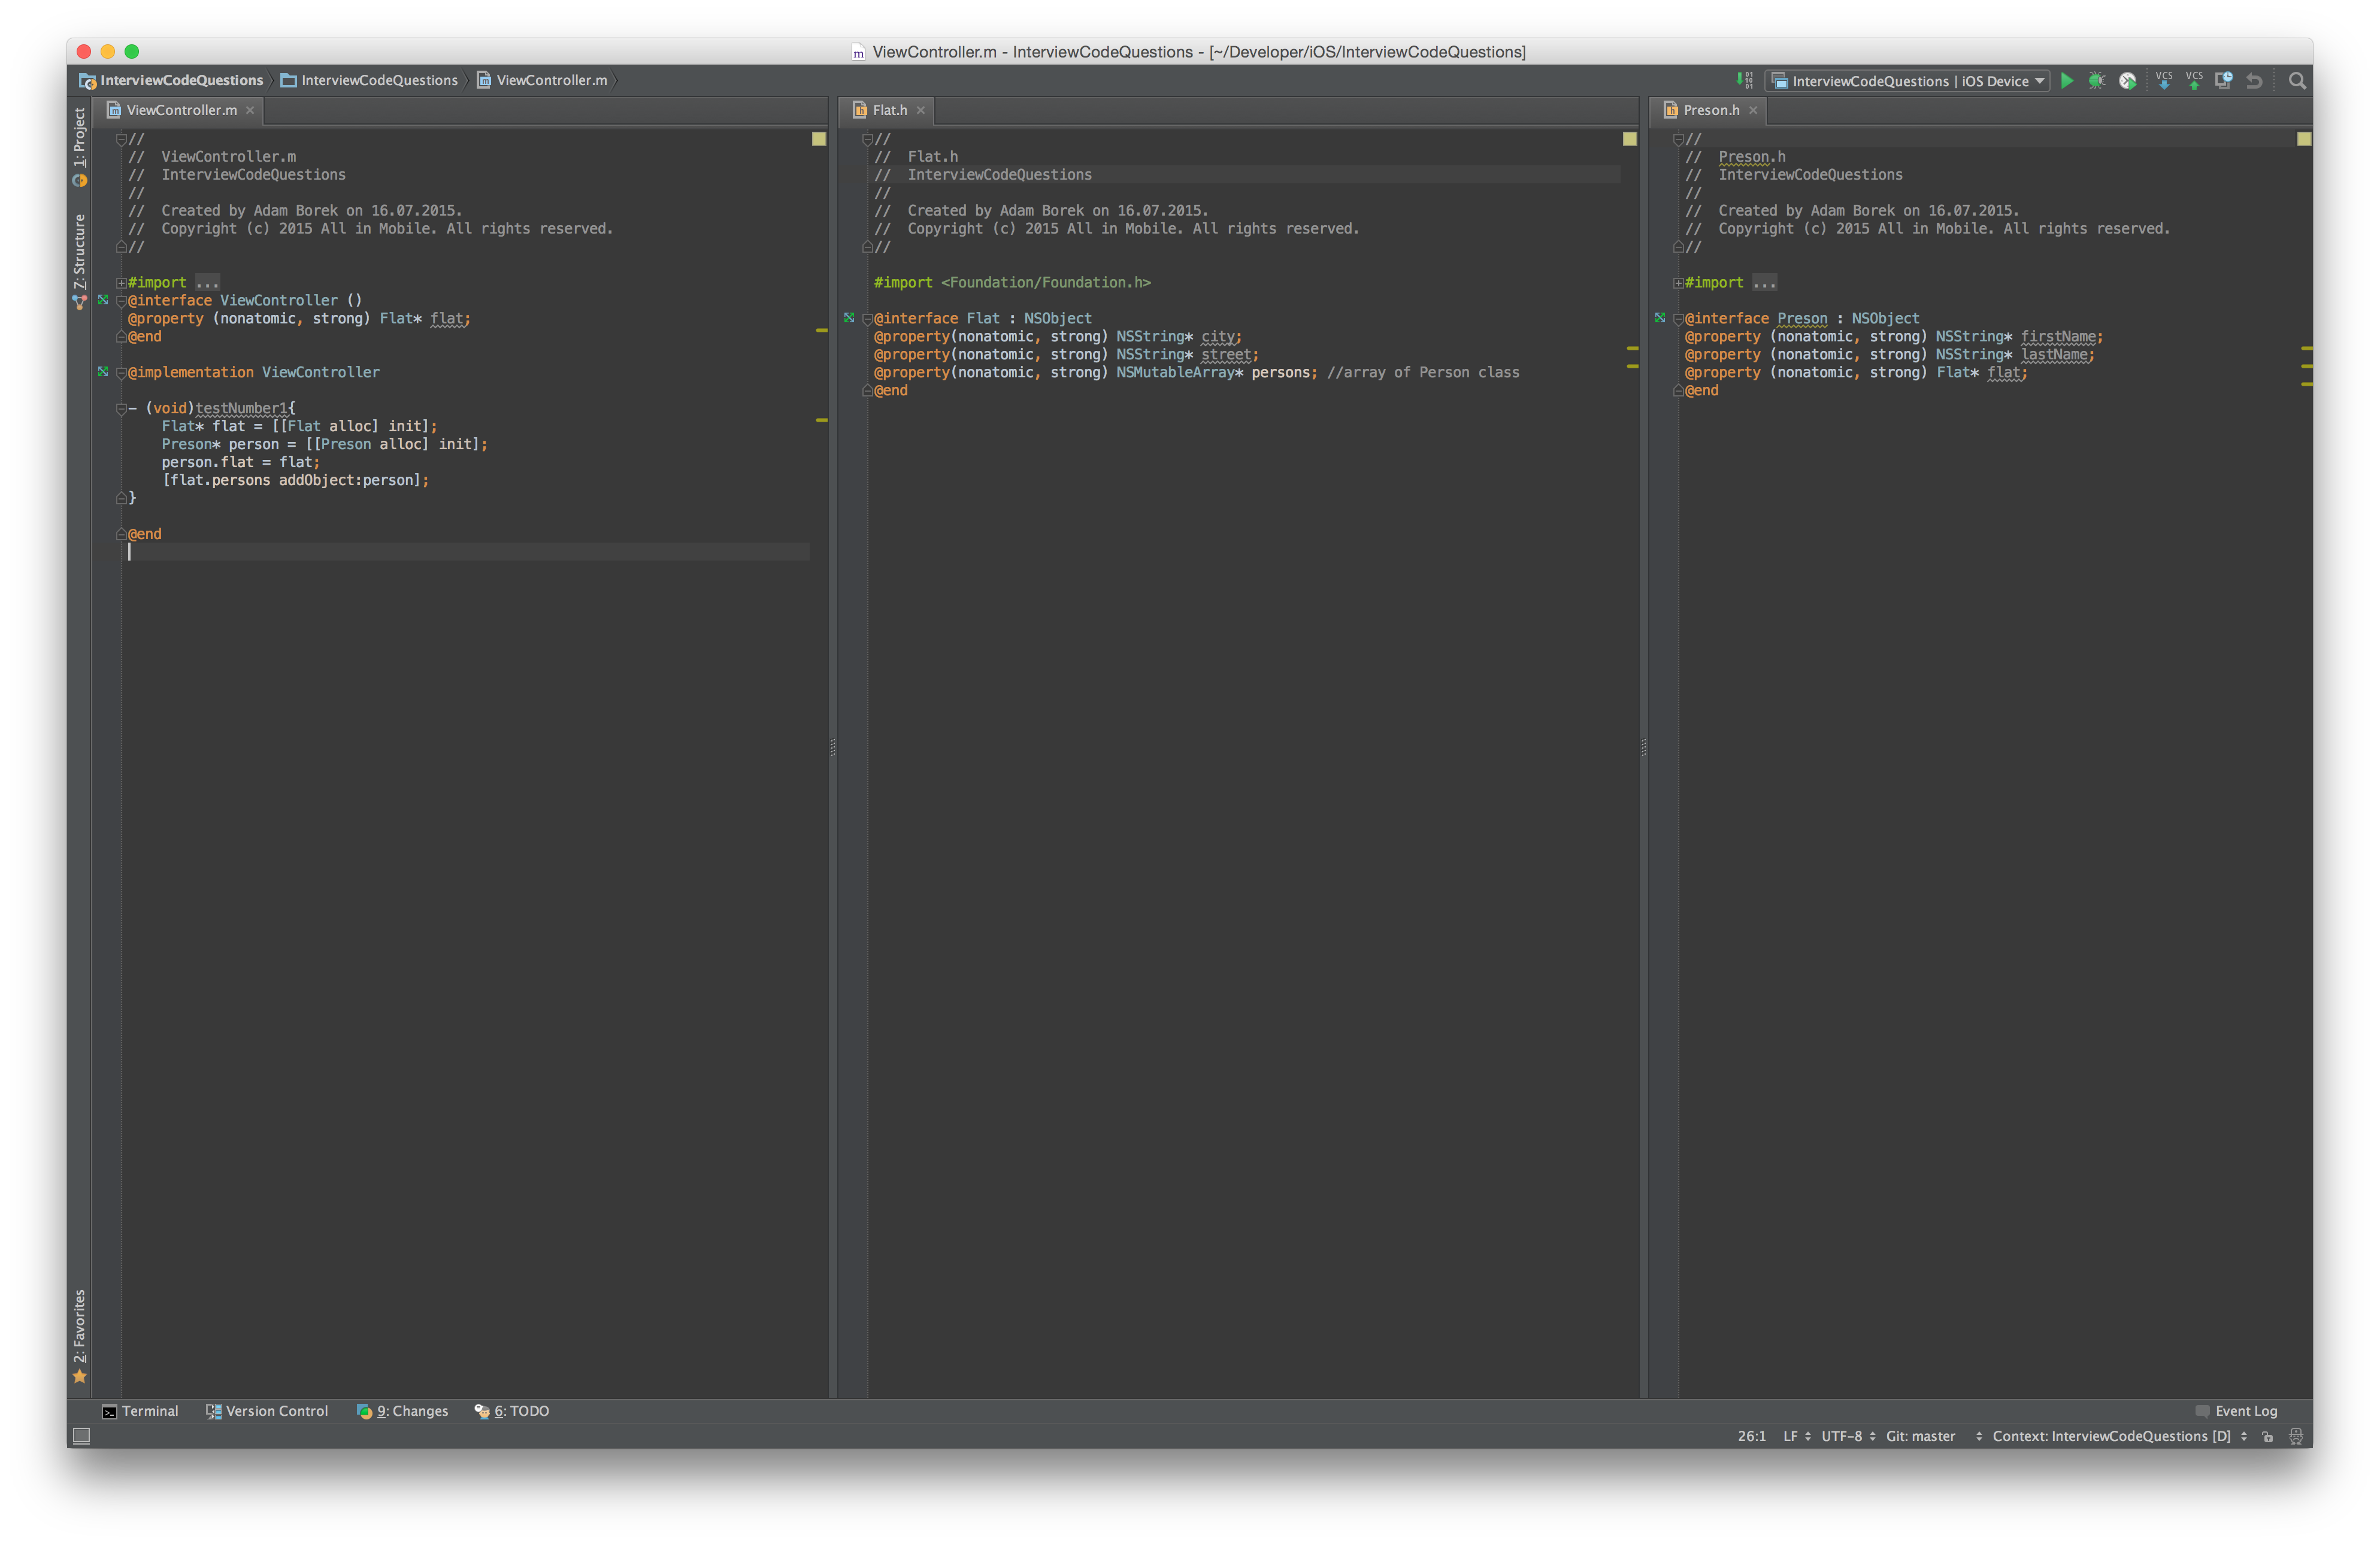 ViewController.m - InterviewCodeQuestions - [~/Developer/iOS/InterviewCodeQuestions]
InterviewCodeQuestions InterviewCodeQuestions ViewController.m
InterviewCodeQuestions | iOS Device VCS VCS
1: Project
Z: Structure
2: Favorites
ViewController.m
//
//  ViewController.m
//  InterviewCodeQuestions
//
//  Created by Adam Borek on 16.07.2015.
//  Copyright (c) 2015 All in Mobile. All rights reserved.
//
#import ...
@interface ViewController ()
@property (nonatomic, strong) Flat* flat;
@end
@implementation ViewController
- (void)testNumber1{
    Flat* flat = [[Flat alloc] init];
    Preson* person = [[Preson alloc] init];
    person.flat = flat;
    [flat.persons addObject:person];
}
@end
Flat.h
//
//  Flat.h
//  InterviewCodeQuestions
//
//  Created by Adam Borek on 16.07.2015.
//  Copyright (c) 2015 All in Mobile. All rights reserved.
//
#import <Foundation/Foundation.h>
@interface Flat : NSObject
@property(nonatomic, strong) NSString* city;
@property(nonatomic, strong) NSString* street;
@property(nonatomic, strong) NSMutableArray* persons; //array of Person class
@end
Preson.h
//
//  Preson.h
//  InterviewCodeQuestions
//
//  Created by Adam Borek on 16.07.2015.
//  Copyright (c) 2015 All in Mobile. All rights reserved.
//
#import ...
@interface Preson : NSObject
@property (nonatomic, strong) NSString* firstName;
@property (nonatomic, strong) NSString* lastName;
@property (nonatomic, strong) Flat* flat;
@end
Terminal Version Control 9: Changes 6: TODO Event Log
26:1 LF UTF-8 Git: master Context: InterviewCodeQuestions [D]